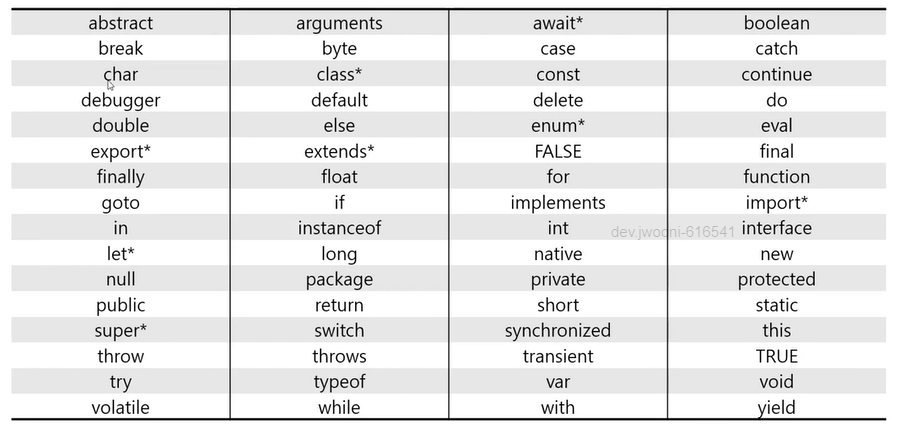 abstract arguments await* boolean
break byte case catch
char class* const continue
debugger default delete do
double else enum* eval
export* extends* FALSE final
finally float for function
goto if implements import*
in instanceof int dev.jwooni-616541 interface
let* long native new
null package private protected
public return short static
super* switch synchronized this
throw throws transient TRUE
try typeof var void
volatile while with yield